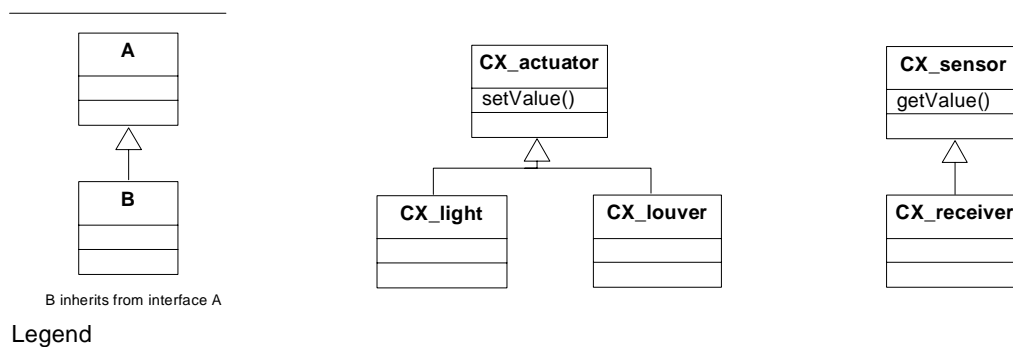 A
B
B inherits from interface A
Legend
CX_actuator
setValue()
CX_light
CX_louver
CX_sensor
getValue()
CX_receiver